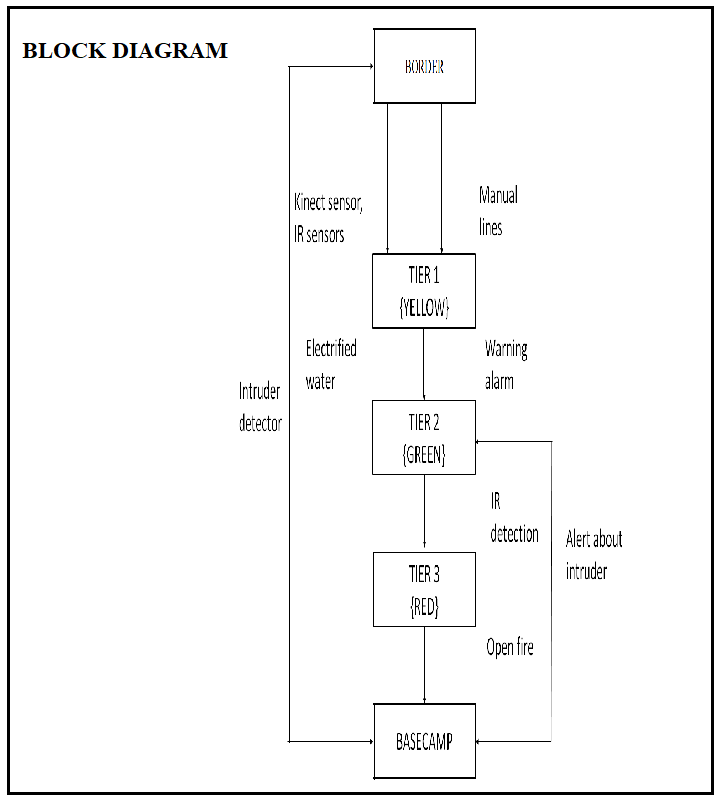 BLOCK DIAGRAM
BORDER
Kinect sensor,
IR sensors
Manual
lines
TIER 1
{YELLOW}
Electrified
water
Warning
alarm
Intruder
detector
TIER 2
{GREEN}
IR
detection
Alert about
intruder
TIER 3
{RED}
Open fire
BASECAMP